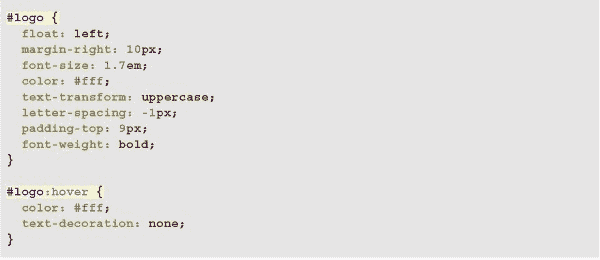 #logo {
  float: left;
  margin-right: 10px;
  font-size: 1.7em;
  color: #fff;
  text-transform: uppercase;
  letter-spacing: -1px;
  padding-top: 9px;
  font-weight: bold;
}

#logo:hover {
  color: #fff;
  text-decoration: none;
}